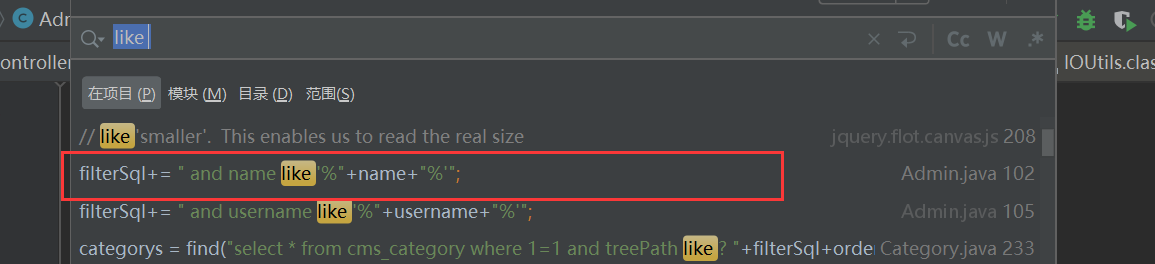 Adm
like
Cc W .*
ontroller
IOUtils.clas
在项目 (P) 模块 (M) 目录 (D) 范围(S)
// like 'smaller'.  This enables us to read the real size jquery.flot.canvas.js 208
filterSql+= " and name like '%"+name+"%'"; Admin.java 102
filterSql+= " and username like '%"+username+"%'"; Admin.java 105
categorys = find("select * from cms_category where 1=1 and treePath like ? "+filterSql+orde Category.java 233